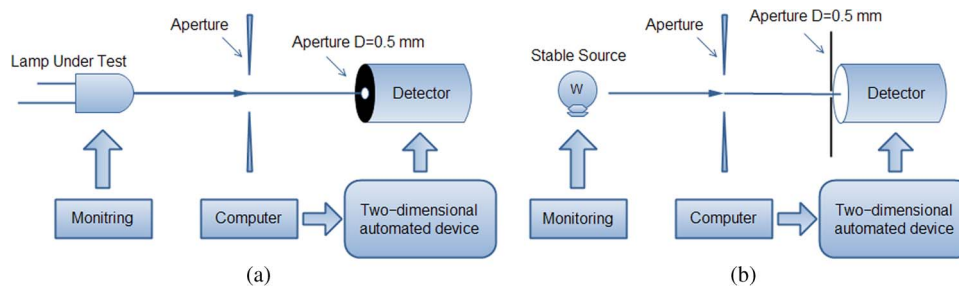 Aperture
Aperture D=0.5 mm
Lamp Under Test
Detector
Monitring
Computer
Two-dimensional
automated device
(a)
Aperture
Aperture D=0.5 mm
Stable Source
W
Detector
Monitoring
Computer
Two-dimensional
automated device
(b)